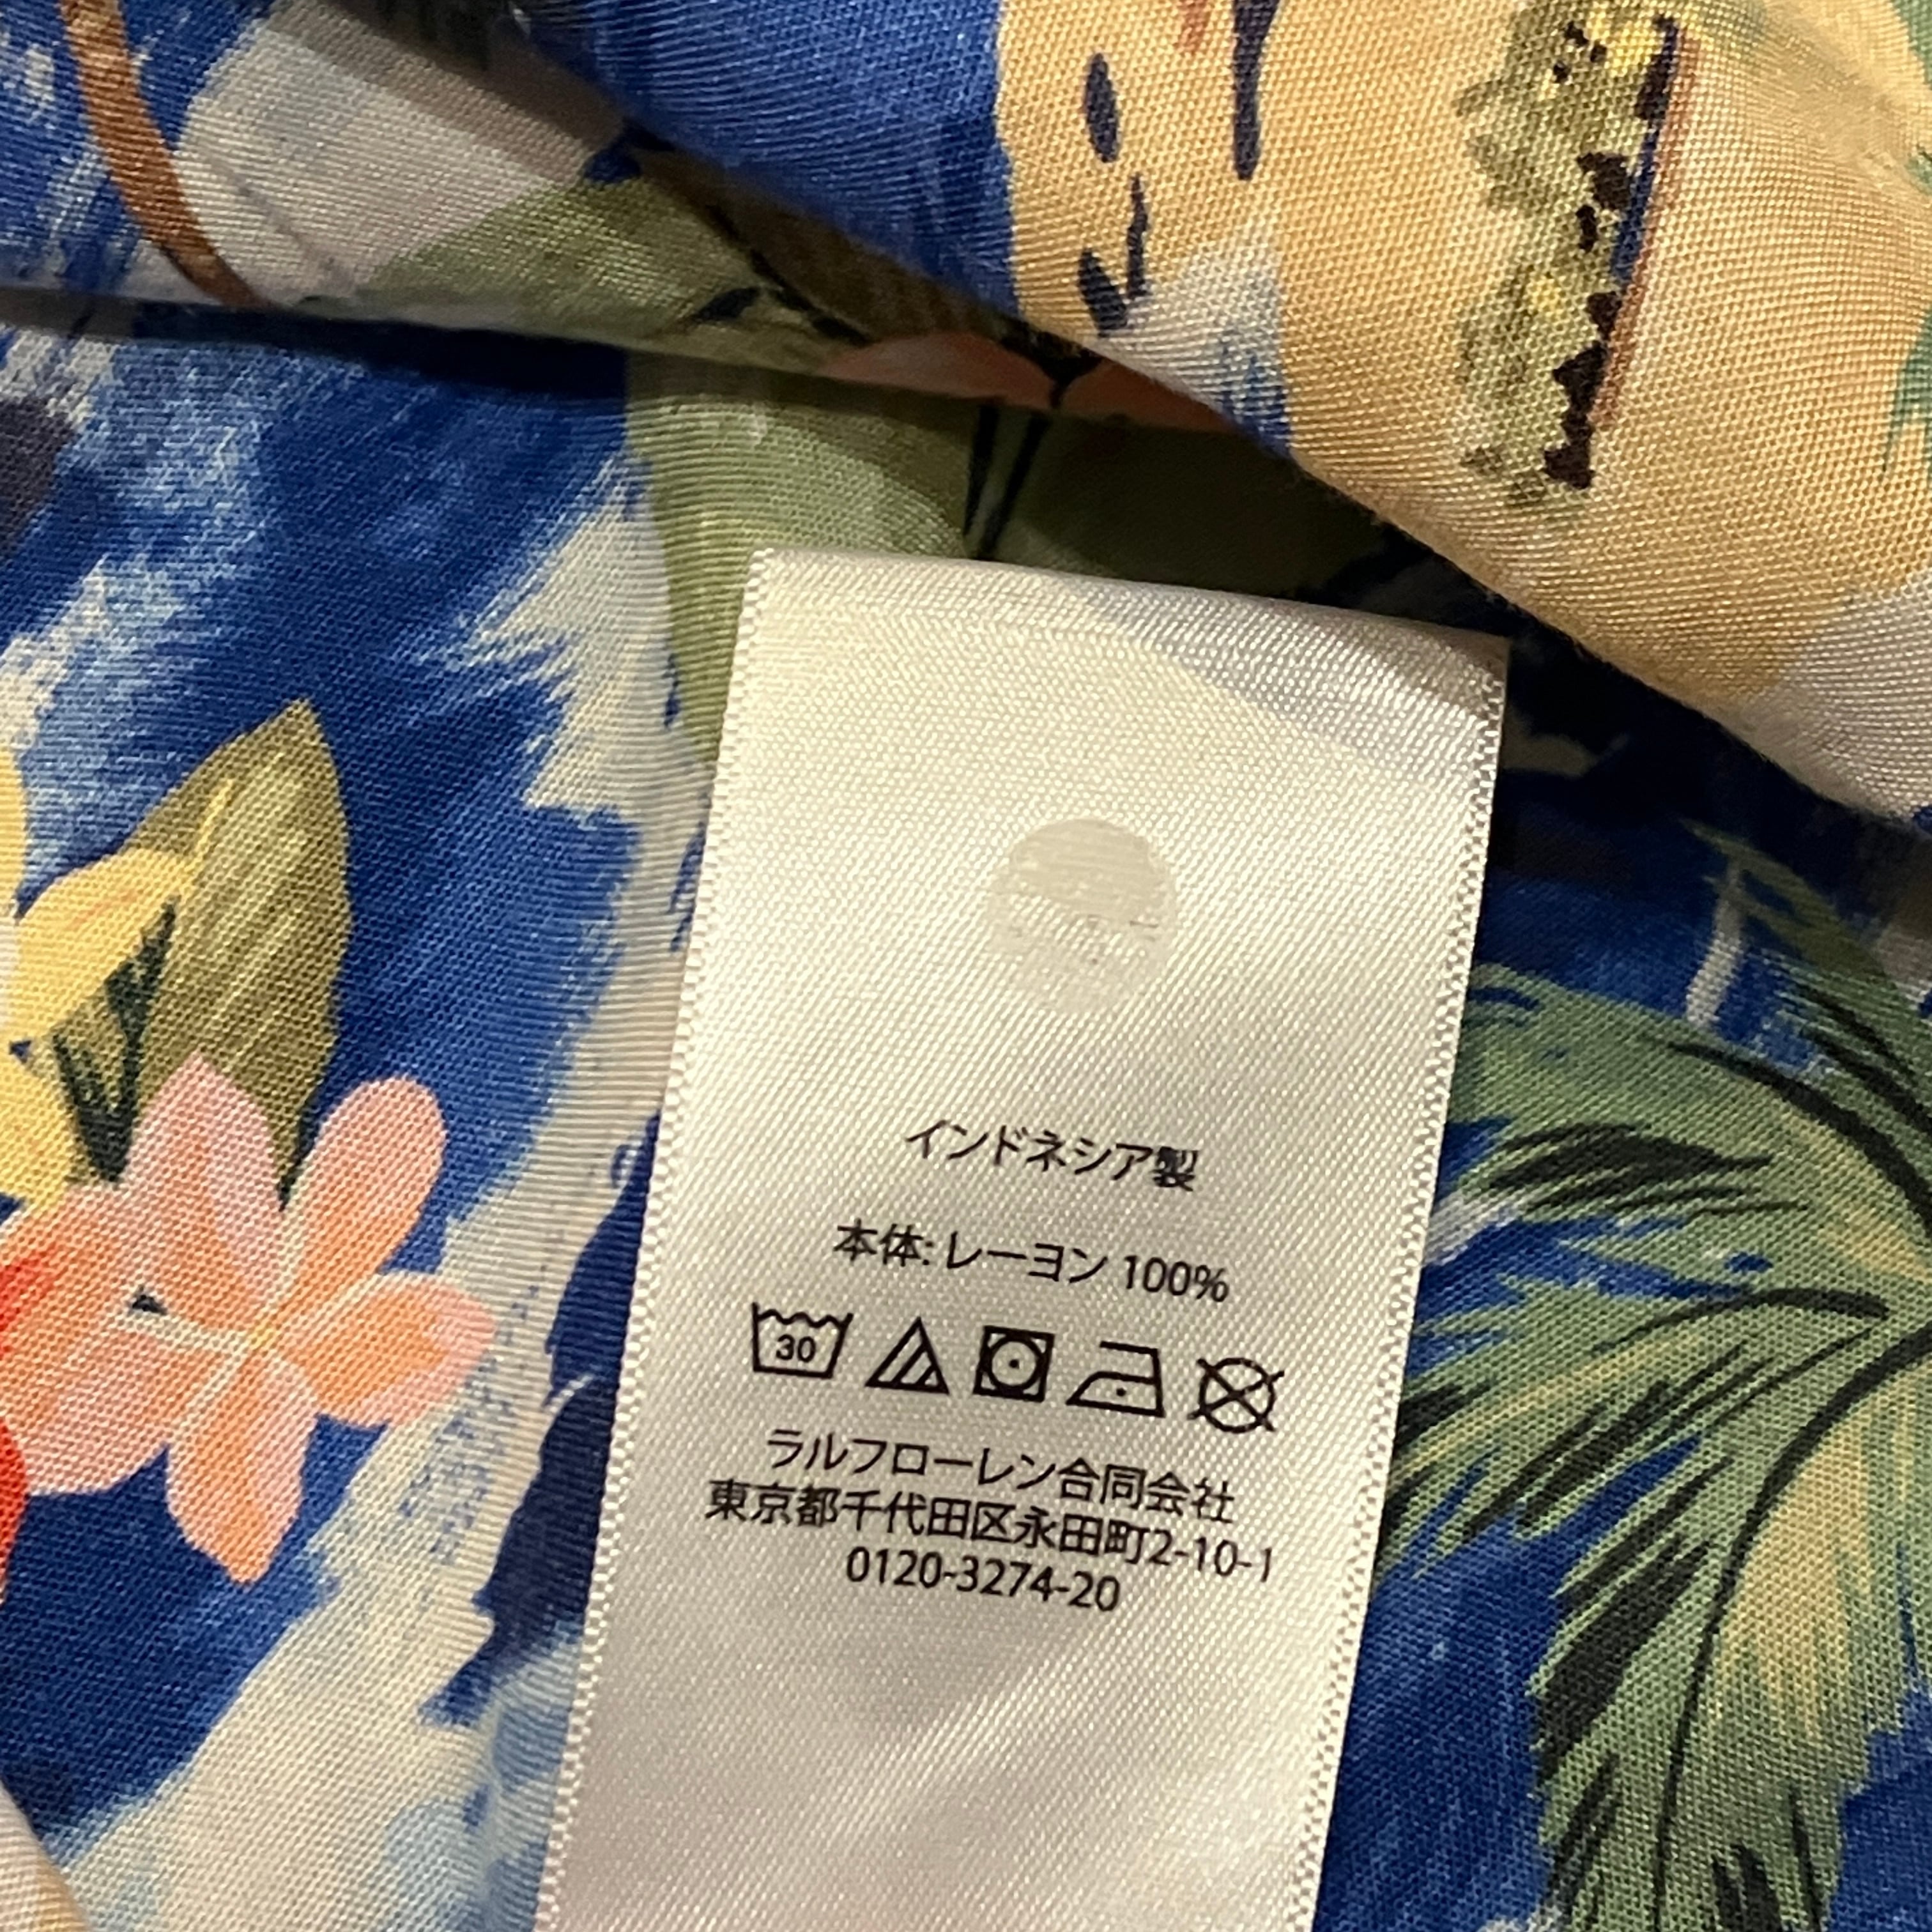 インドネシア製
本体: レーヨン 100%
30
ラルフローレン合同会社
東京都千代田区永田町2-10-1
0120-3274-20